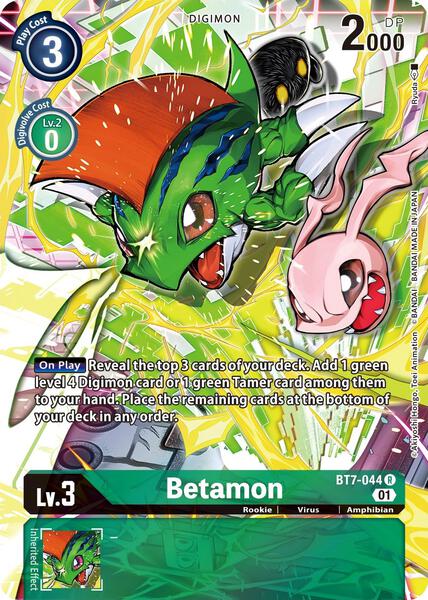 DIGIMON
Play Cost
3
DP
2000
Digivolve Cost
Lv.2
0
Ryuda
On Play Reveal the top 3 cards of your deck. Add 1 green
level 4 Digimon card or 1 green Tamer card among them
to your hand. Place the remaining cards at the bottom of
your deck in any order.
©Akiyoshi Hongo, Toei Animation ©BANDAI BANDAI MADE IN JAPAN
Lv.3
Betamon
BT7-044 R
01
Rookie | Virus | Amphibian
Inherited Effect
–